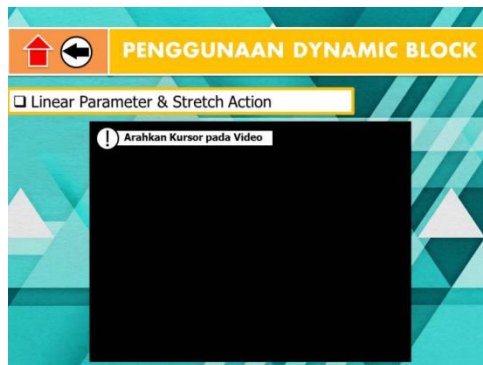 PENGGUNAAN DYNAMIC BLOCK
Linear Parameter & Stretch Action
! Arahkan Kursor pada Video